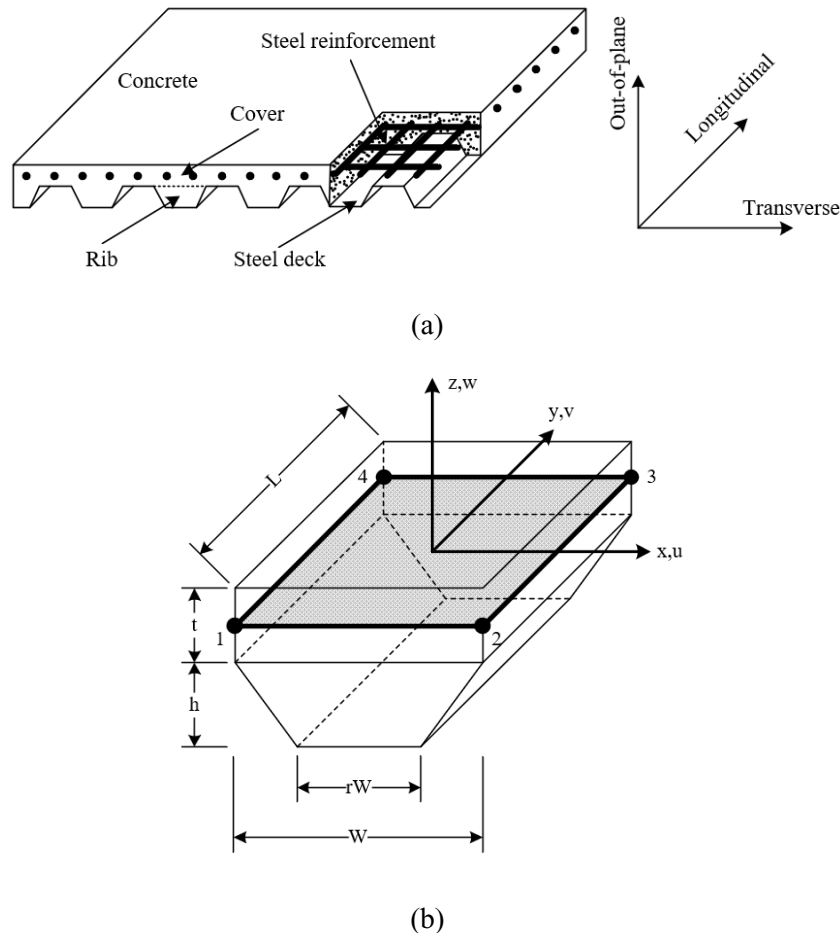 Steel reinforcement
Concrete
Cover
Rib
Steel deck
Out-of-plane
Longitudinal
Transverse
(a)
z,w
y,v
x,u
L
4
3
t
1
2
h
rW
W
(b)